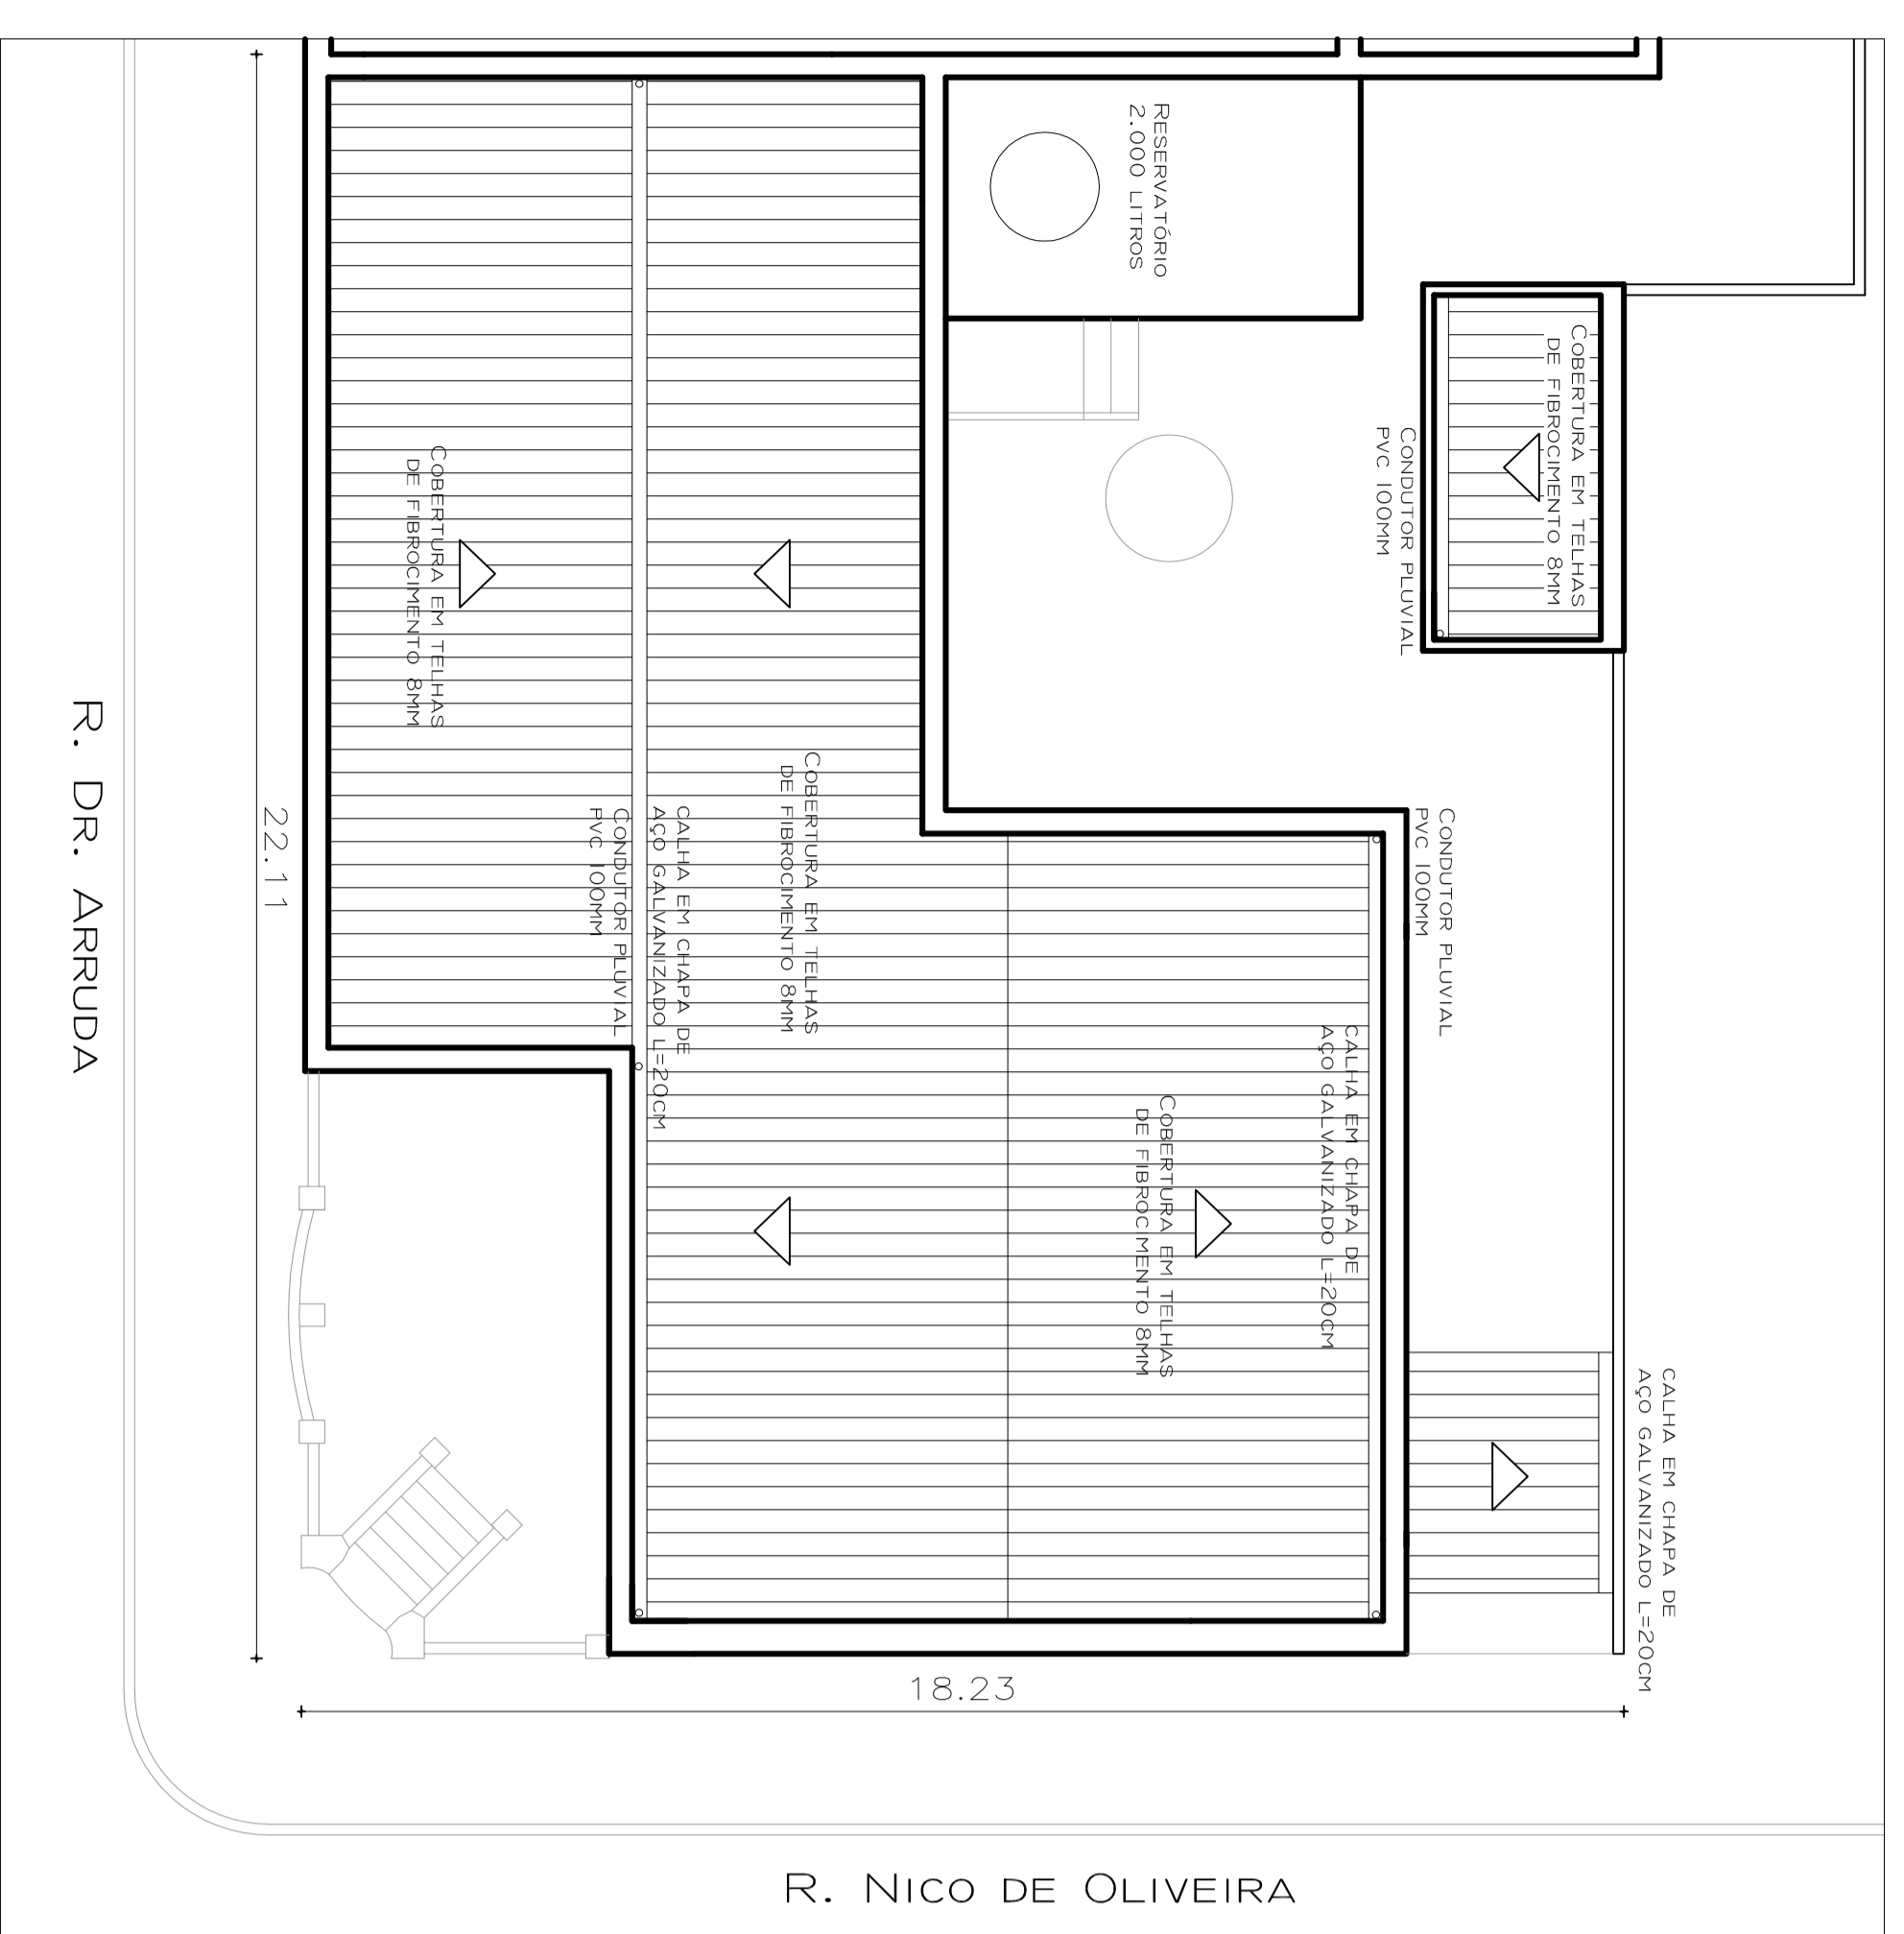 RESERVATÓRIO
2.000 LITROS
COBERTURA EM TELHAS
DE FIBROCIMENTO 8MM
CONDUTOR PLUVIAL
PVC 100MM
COBERTURA EM TELHAS
DE FIBROCIMENTO 8MM
COBERTURA EM TELHAS
DE FIBROCIMENTO 8MM
CALHA EM CHAPA DE
AÇO GALVANIZADO L=20CM
CONDUTOR PLUVIAL
PVC 100MM
CONDUTOR PLUVIAL
PVC 100MM
CALHA EM CHAPA DE
AÇO GALVANIZADO L=20CM
COBERTURA EM TELHAS
DE FIBROCIMENTO 8MM
CALHA EM CHAPA DE
AÇO GALVANIZADO L=20CM
22.11
18.23
R. DR. ARRUDA
R. NICO DE OLIVEIRA